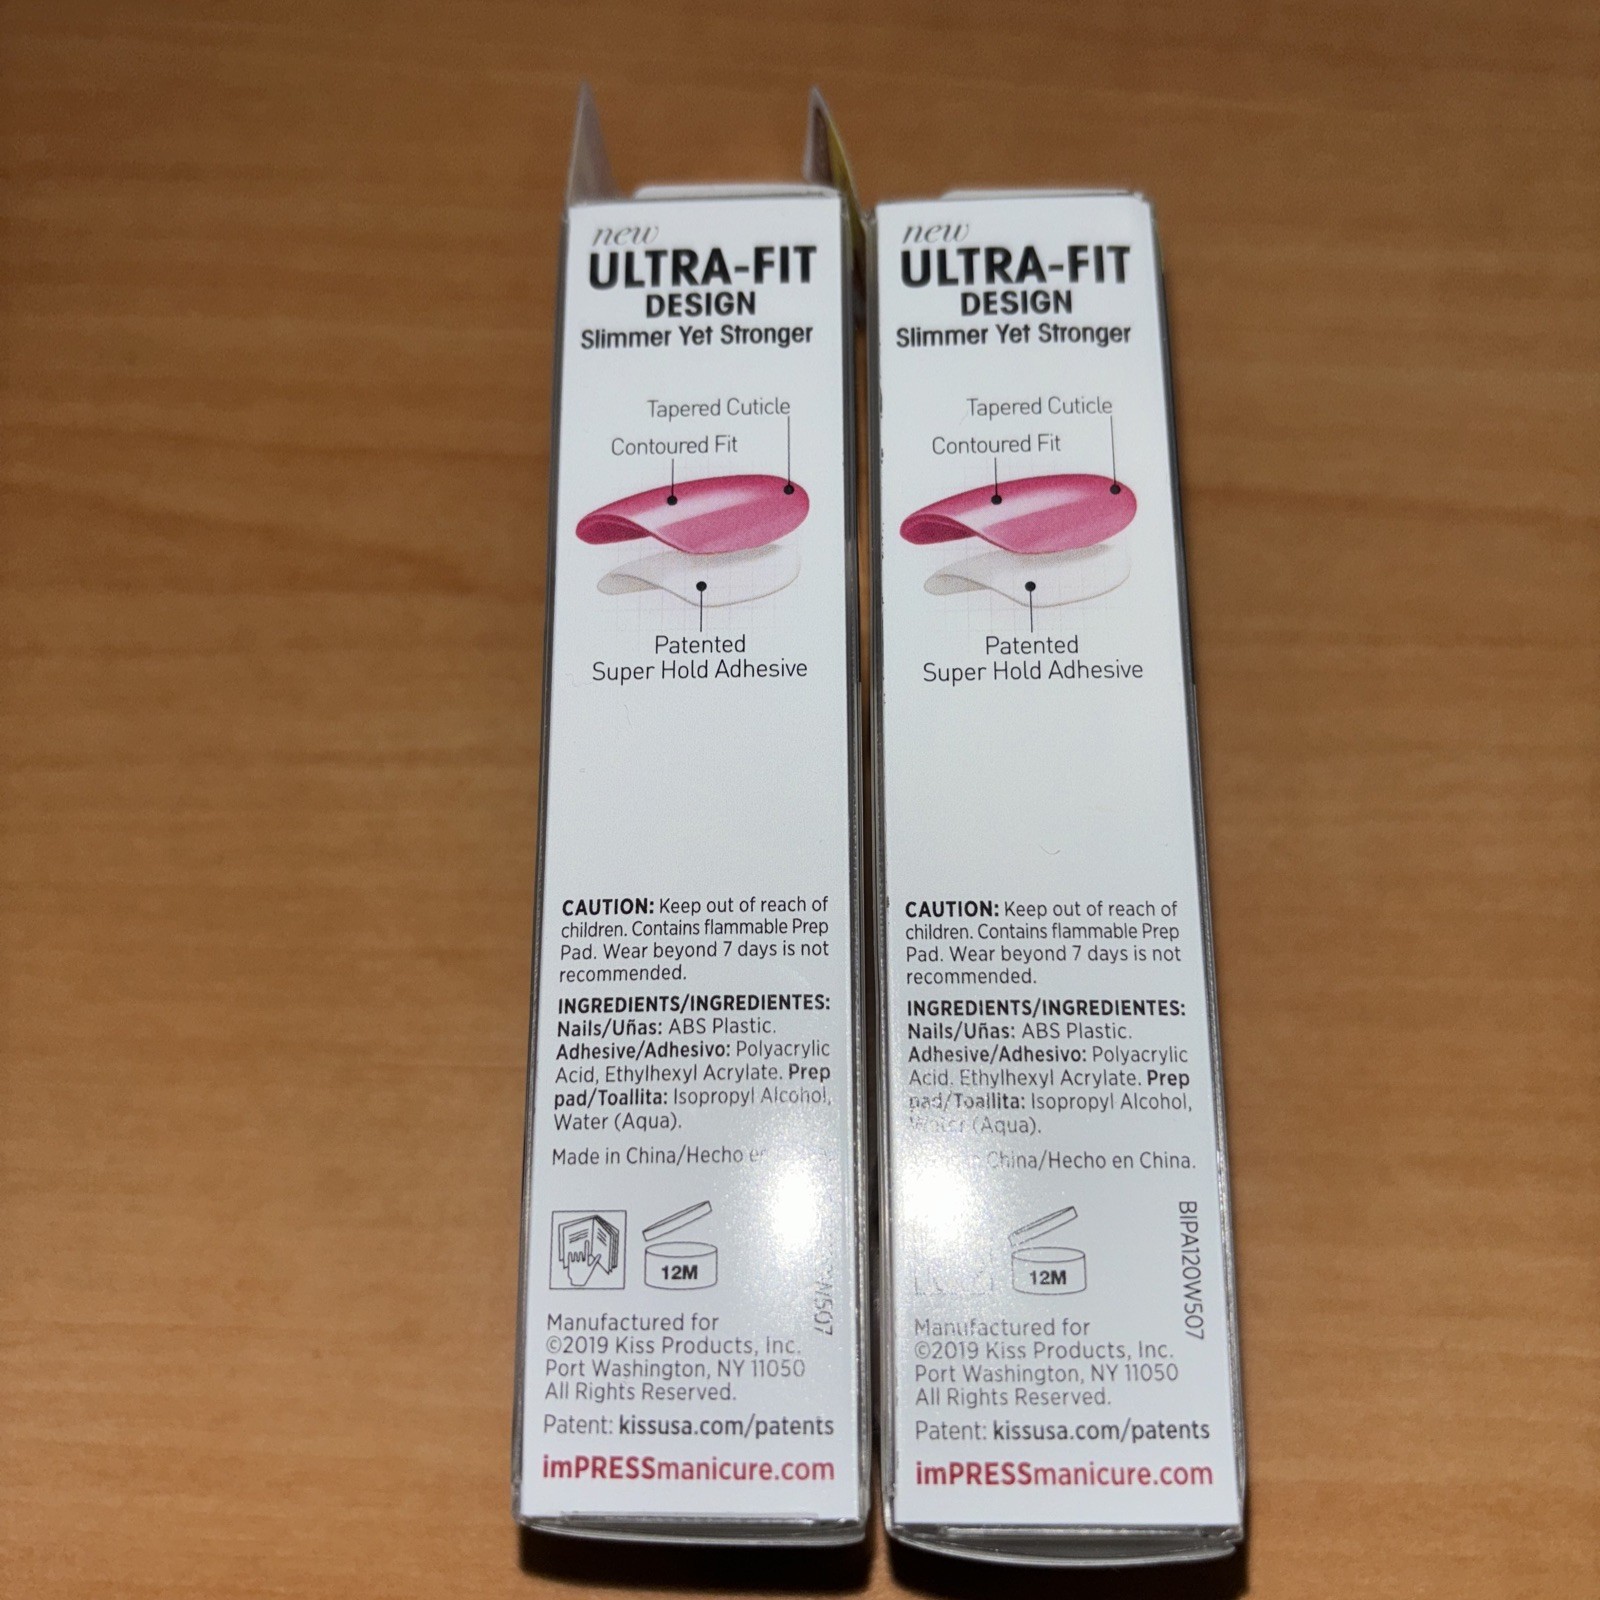 new
ULTRA-FIT
DESIGN
Slimmer Yet Stronger
Tapered Cuticle
Contoured Fit
Patented
Super Hold Adhesive
CAUTION: Keep out of reach of
children. Contains flammable Prep
Pad. Wear beyond 7 days is not
recommended.
INGREDIENTS/INGREDIENTES:
Nails/Uñas: ABS Plastic.
Adhesive/Adhesivo: Polyacrylic
Acid, Ethylhexyl Acrylate. Prep
pad/Toallita: Isopropyl Alcohol,
Water (Aqua).
Made in China/Hecho en
12M
W507
Manufactured for
©2019 Kiss Products, Inc.
Port Washington, NY 11050
All Rights Reserved.
Patent: kissusa.com/patents
imPRESSmanicure.com
new
ULTRA-FIT
DESIGN
Slimmer Yet Stronger
Tapered Cuticle
Contoured Fit
Patented
Super Hold Adhesive
CAUTION: Keep out of reach of
children. Contains flammable Prep
Pad. Wear beyond 7 days is not
recommended.
INGREDIENTS/INGREDIENTES:
Nails/Uñas: ABS Plastic.
Adhesive/Adhesivo: Polyacrylic
Acid, Ethylhexyl Acrylate. Prep
pad/Toallita: Isopropyl Alcohol,
Water (Aqua).
China/Hecho en China.
12M
BIPA120W507
Manufactured for
©2019 Kiss Products, Inc.
Port Washington, NY 11050
All Rights Reserved.
Patent: kissusa.com/patents
imPRESSmanicure.com